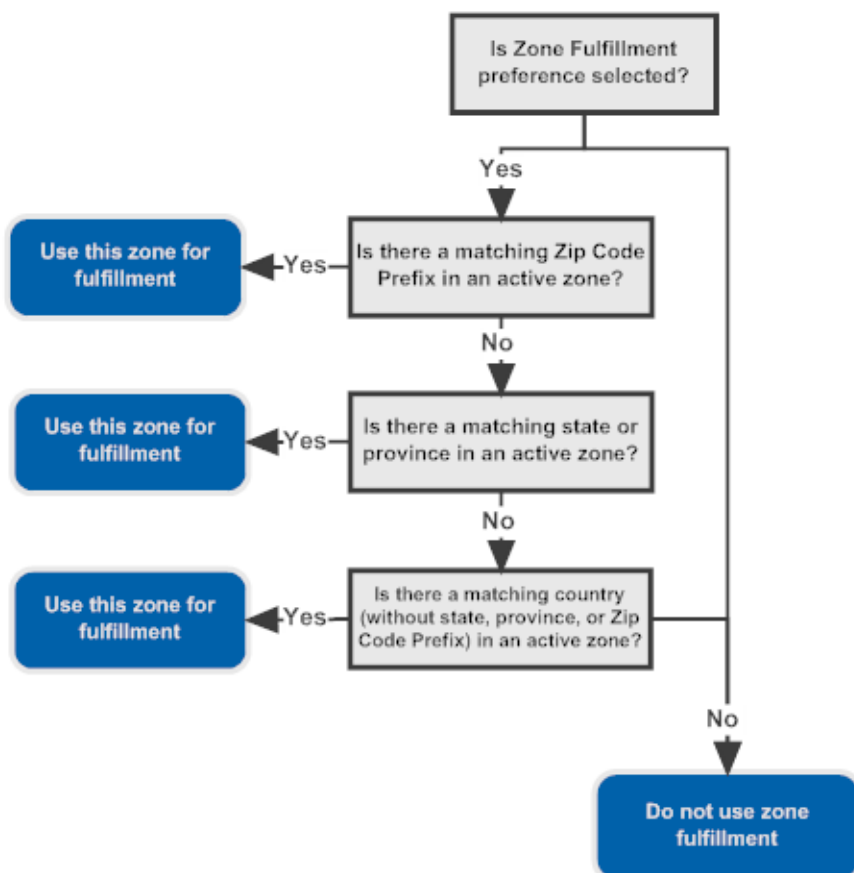 Is Zone Fulfillment
preference selected?
Yes
Use this zone for
fulfillment
Yes
Is there a matching Zip Code
Prefix in an active zone?
No
Use this zone for
fulfillment
Yes
Is there a matching state or
province in an active zone?
No
Use this zone for
fulfillment
Yes
Is there a matching country
(without state, province, or Zip
Code Prefix) in an active zone?
No
Do not use zone
fulfillment